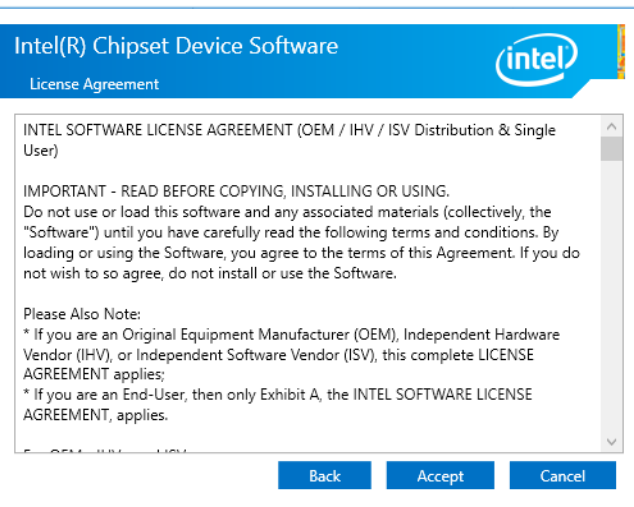 Intel(R) Chipset Device Software
intel
License Agreement
INTEL SOFTWARE LICENSE AGREEMENT (OEM / IHV / ISV Distribution & Single
User)
IMPORTANT - READ BEFORE COPYING, INSTALLING OR USING.
Do not use or load this software and any associated materials (collectively, the
"Software") until you have carefully read the following terms and conditions. By
loading or using the Software, you agree to the terms of this Agreement. If you do
not wish to so agree, do not install or use the Software.
Please Also Note:
* If you are an Original Equipment Manufacturer (OEM), Independent Hardware
Vendor (IHV), or Independent Software Vendor (ISV), this complete LICENSE
AGREEMENT applies;
* If you are an End-User, then only Exhibit A, the INTEL SOFTWARE LICENSE
AGREEMENT, applies.
Back Accept Cancel